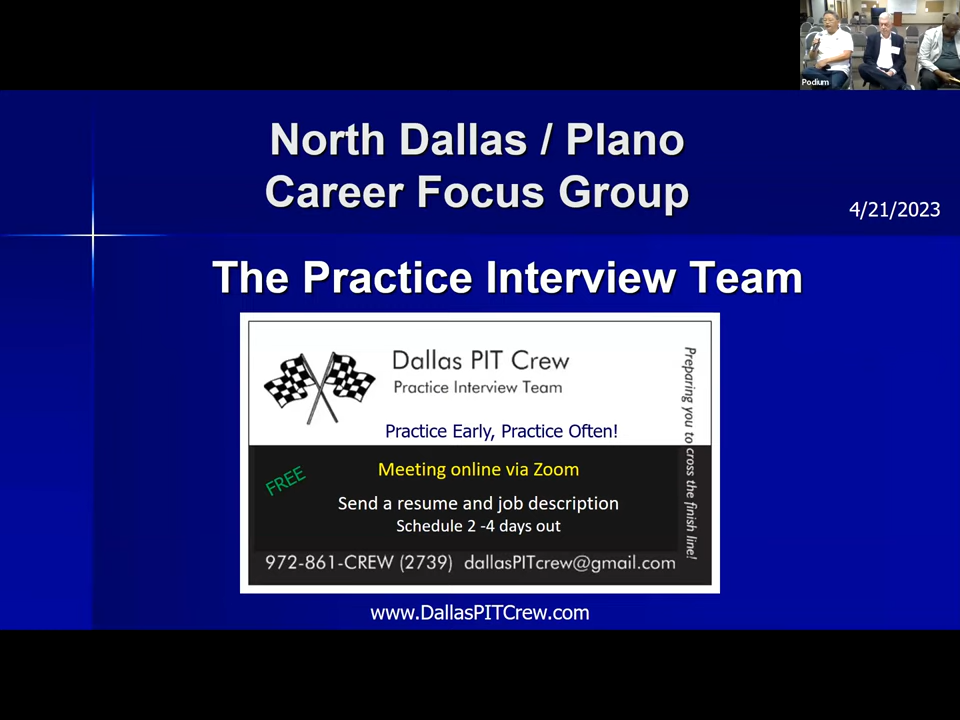 Podium
North Dallas / Plano
Career Focus Group
4/21/2023
The Practice Interview Team
Dallas PIT Crew
Practice Interview Team
Practice Early, Practice Often!
Preparing you to cross the finish line!
FREE
Meeting online via Zoom
Send a resume and job description
Schedule 2 -4 days out
972-861-CREW (2739) dallasPITcrew@gmail.com
www.DallasPITCrew.com